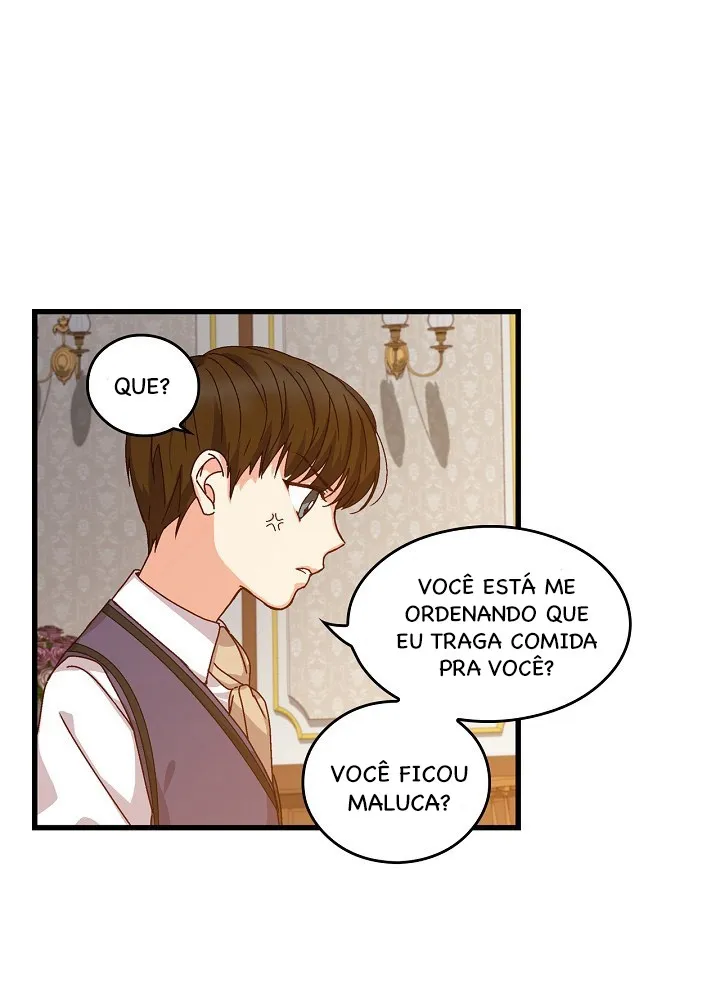 QUE?
VOCÊ ESTÁ ME
ORDENANDO QUE
EU TRAGA COMIDA
PRA VOCÊ?
VOCÊ FICOU
MALUCA?